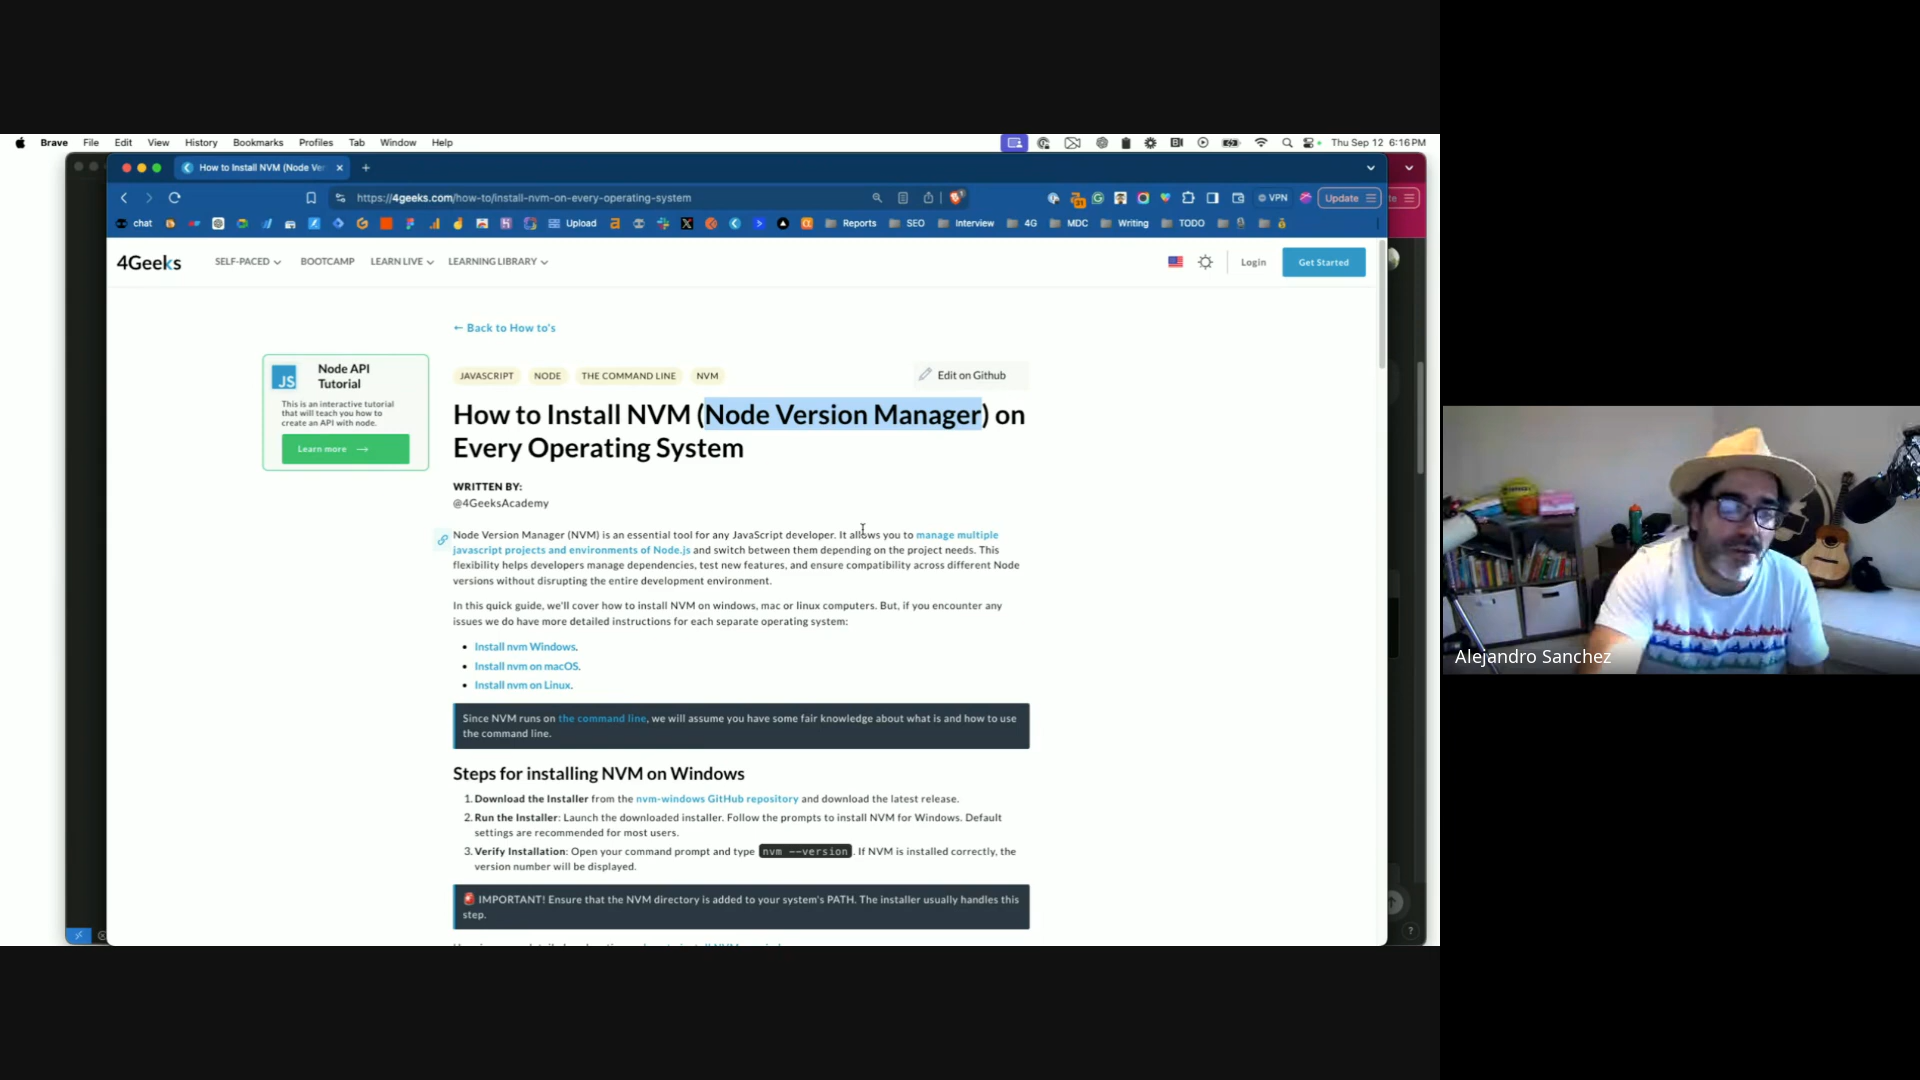 Brave File Edit View History Bookmarks Profiles Tab Window Help
Thu Sep 12 6:16 PM
How to Install NVM (Node Ver
https://4geeks.com/how-to/install-nvm-on-every-operating-system
VPN
Update
chat
Upload
Reports
SEO
Interview
4G
MDC
Writing
TODO
4Geeks
SELF-PACED
BOOTCAMP
LEARN LIVE
LEARNING LIBRARY
Login
Get Started
← Back to How to's
JS
Node API
Tutorial
This is an interactive tutorial
that will teach you how to
create an API with node.
Learn more →
JAVASCRIPT NODE THE COMMAND LINE NVM
Edit on Github
How to Install NVM (Node Version Manager) on
Every Operating System
WRITTEN BY:
@4GeeksAcademy
Node Version Manager (NVM) is an essential tool for any JavaScript developer. It allows you to manage multiple
javascript projects and environments of Node.js and switch between them depending on the project needs. This
flexibility helps developers manage dependencies, test new features, and ensure compatibility across different Node
versions without disrupting the entire development environment.
In this quick guide, we'll cover how to install NVM on windows, mac or linux computers. But, if you encounter any
issues we do have more detailed instructions for each separate operating system:
• Install nvm Windows.
• Install nvm on macOS.
• Install nvm on Linux.
Since NVM runs on the command line, we will assume you have some fair knowledge about what is and how to use
the command line.
Steps for installing NVM on Windows
1. Download the Installer from the nvm-windows GitHub repository and download the latest release.
2. Run the Installer: Launch the downloaded installer. Follow the prompts to install NVM for Windows. Default
settings are recommended for most users.
3. Verify Installation: Open your command prompt and type nvm --version. If NVM is installed correctly, the
version number will be displayed.
🚨 IMPORTANT! Ensure that the NVM directory is added to your system's PATH. The installer usually handles this
step.
Alejandro Sanchez